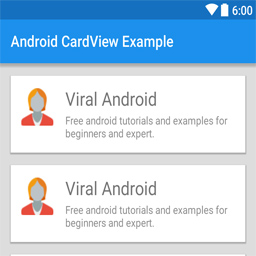 6:00
Android CardView Example
Viral Android
Free android tutorials and examples for
beginners and expert.
Viral Android
Free android tutorials and examples for
beginners and expert.